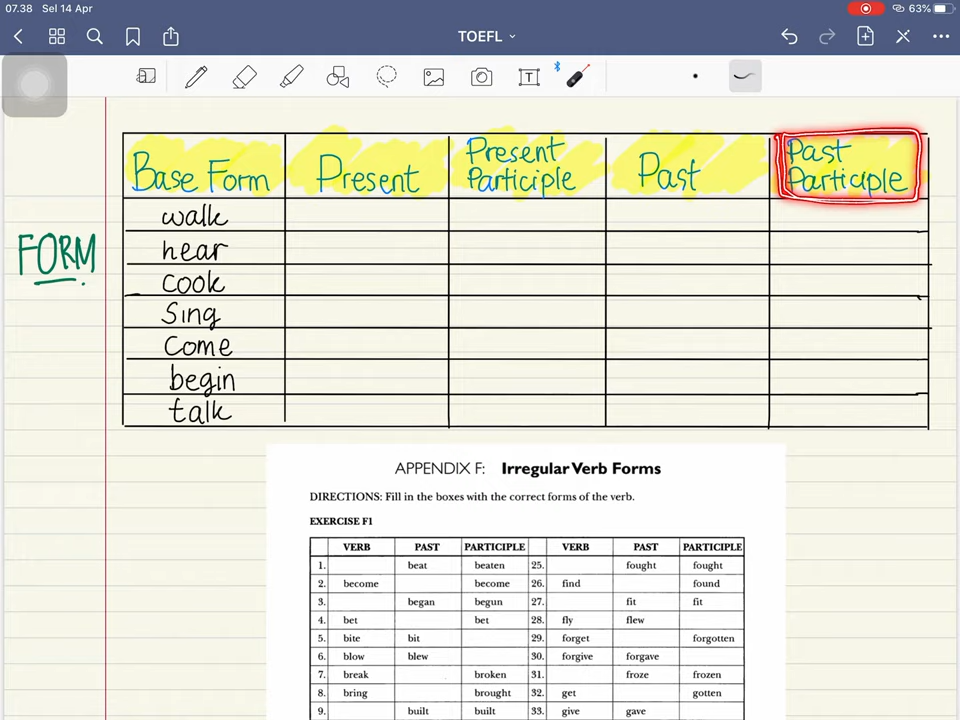 07.38 Sel 14 Apr 63%
TOEFL
T
Base Form Present Present Participle Past Past Participle
walk
FORM
hear
cook
Sing
Come
begin
talk
APPENDIX F: Irregular Verb Forms
DIRECTIONS: Fill in the boxes with the correct forms of the verb.
EXERCISE F1
VERB PAST PARTICIPLE VERB PAST PARTICIPLE
1. beat beaten 25. fought fought
2. become become 26. find found
3. began begun 27. fit fit
4. bet bet 28. fly flew
5. bite bit 29. forget forgotten
6. blow blew 30. forgive forgave
7. break broken 31. froze frozen
8. bring brought 32. get gotten
9. built built 33. give gave